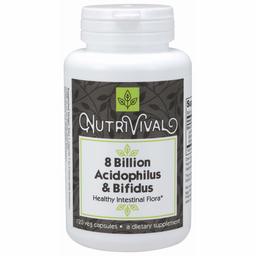 NUTRIVIVAL
8 Billion
Acidophilus
& Bifidus
Healthy Intestinal Flora*
120 veg capsules • a dietary supplement